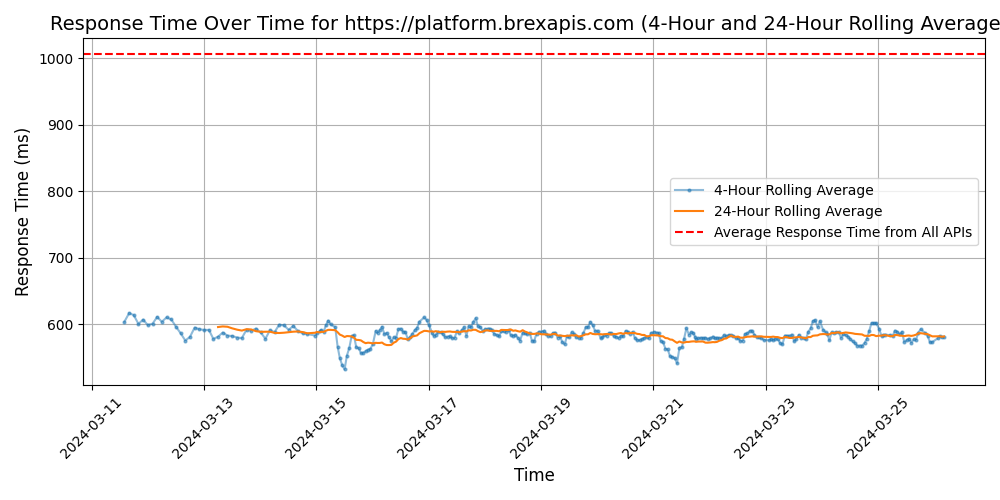 Response Time Over Time for https://platform.brexapis.com (4-Hour and 24-Hour Rolling Average
Response Time (ms)
1000
900
800
700
600
4-Hour Rolling Average
24-Hour Rolling Average
Average Response Time from All APIs
2024-03-11
2024-03-13
2024-03-15
2024-03-17
2024-03-19
2024-03-21
2024-03-23
2024-03-25
Time